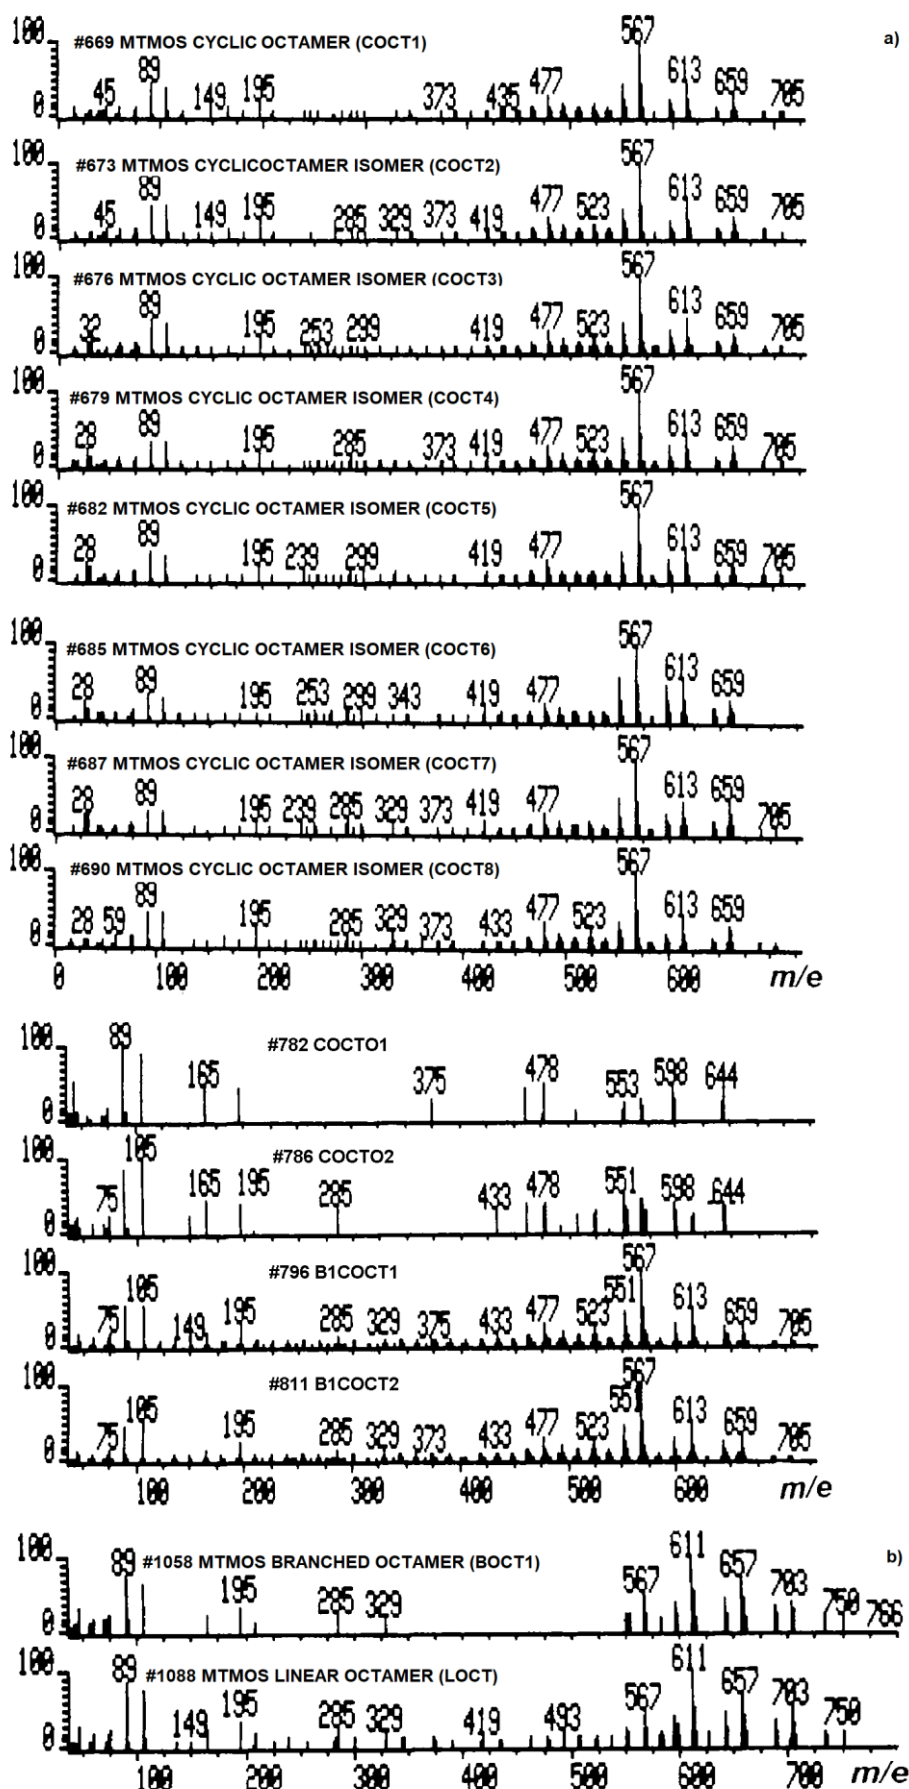 a)
100
#669 MTMOS CYCLIC OCTAMER (COCT1)
567
45 89 149 195 373 435 477 613 659 705
0
100
#673 MTMOS CYCLICOCTAMER ISOMER (COCT2)
567
45 89 149 195 285 329 373 419 477 523 613 659 705
0
100
#676 MTMOS CYCLIC OCTAMER ISOMER (COCT3)
567
32 89 195 253 299 419 477 523 613 659 705
0
100
#679 MTMOS CYCLIC OCTAMER ISOMER (COCT4)
567
28 89 195 285 373 419 477 523 613 659 705
0
100
#682 MTMOS CYCLIC OCTAMER ISOMER (COCT5)
567
28 89 195 239 299 419 477 613 659 705
0
100
#685 MTMOS CYCLIC OCTAMER ISOMER (COCT6)
567
28 89 195 253 299 343 419 477 613 659
0
100
#687 MTMOS CYCLIC OCTAMER ISOMER (COCT7)
567
28 89 195 239 285 329 373 419 477 613 659 705
0
100
#690 MTMOS CYCLIC OCTAMER ISOMER (COCT8)
567
28 59 89 195 285 329 373 433 477 523 613 659
0
0 100 200 300 400 500 600 m/e
100
#782 COCTO1
89 165 375 478 553 598 644
0
100
#786 COCTO2
75 105 165 195 285 433 478 551 598 644
0
100
#796 B1COCT1
567
75 105 149 195 285 329 375 433 477 523 551 613 659 705
0
100
#811 B1COCT2
567
75 105 195 285 329 373 433 477 523 551 613 659 705
0
100 200 300 400 500 600 m/e
b)
100
#1058 MTMOS BRANCHED OCTAMER (BOCT1)
89 195 285 329 567 611 657 703 750 766
0
100
#1088 MTMOS LINEAR OCTAMER (LOCT)
89 149 195 285 329 419 493 567 611 657 703 750
0
100 200 300 400 500 600 700 m/e